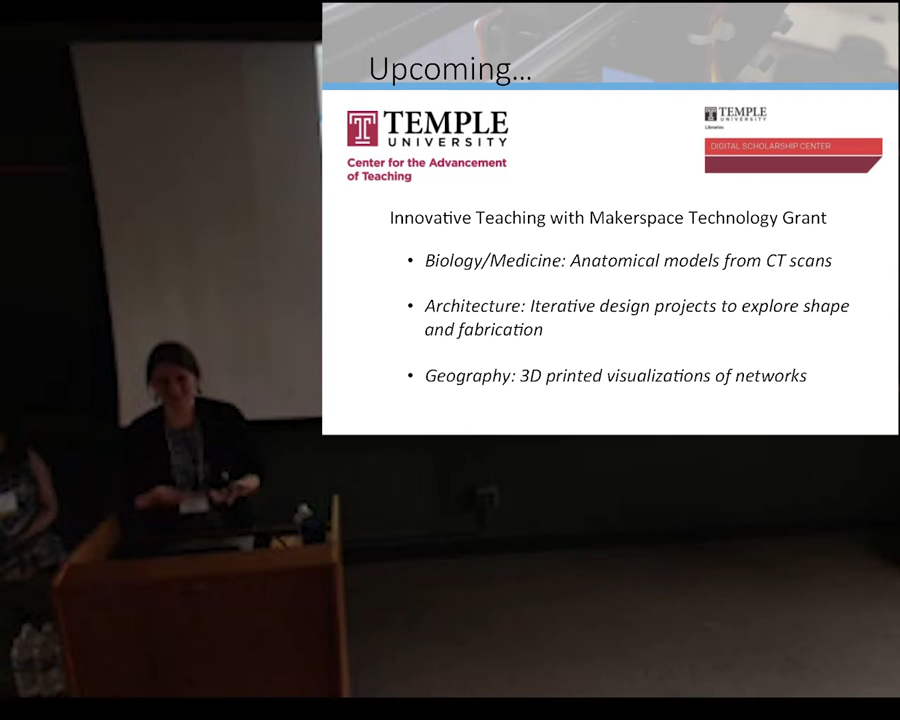 Upcoming...
TEMPLE
UNIVERSITY
Center for the Advancement
of Teaching
TEMPLE
UNIVERSITY
Libraries
DIGITAL SCHOLARSHIP CENTER
Innovative Teaching with Makerspace Technology Grant
• Biology/Medicine: Anatomical models from CT scans
• Architecture: Iterative design projects to explore shape
and fabrication
• Geography: 3D printed visualizations of networks